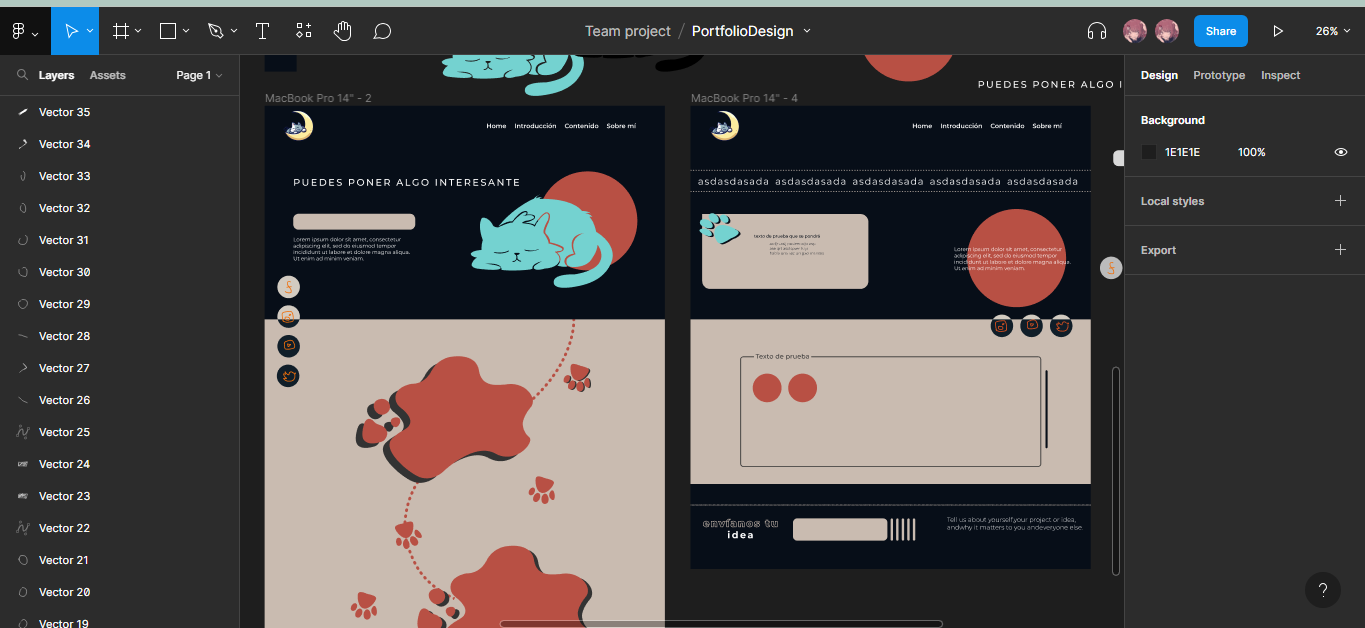 Team project / PortfolioDesign
Share
26%
Layers
Assets
Page 1
Vector 35
Vector 34
Vector 33
Vector 32
Vector 31
Vector 30
Vector 29
Vector 28
Vector 27
Vector 26
Vector 25
Vector 24
Vector 23
Vector 22
Vector 21
Vector 20
Vector 19
PUEDES PONER ALGO I
MacBook Pro 14" - 2
Home Introducción Contenido Sobre mí
PUEDES PONER ALGO INTERESANTE
Lorem ipsum dolor sit amet, consectetur
adipiscing elit, sed do eiusmod tempor
incididunt ut labore et dolore magna aliqua.
Ut enim ad minim veniam.
MacBook Pro 14" - 4
Home Introducción Contenido Sobre mí
asdasdasada asdasdasada asdasdasada asdasdasada asdasdasada
texto de prueba que se pondrá
Lorem ipsum dolor sit amet, consectetur
adipiscing elit, sed do eiusmod tempor
incididunt ut labore et dolore magna aliqua.
Ut enim ad minim veniam.
Texto de prueba
envíanos tu
idea
Tell us about yourself,your project or idea,
andwhy it matters to you andeveryone else.
Design
Prototype
Inspect
Background
1E1E1E
100%
Local styles
Export
?